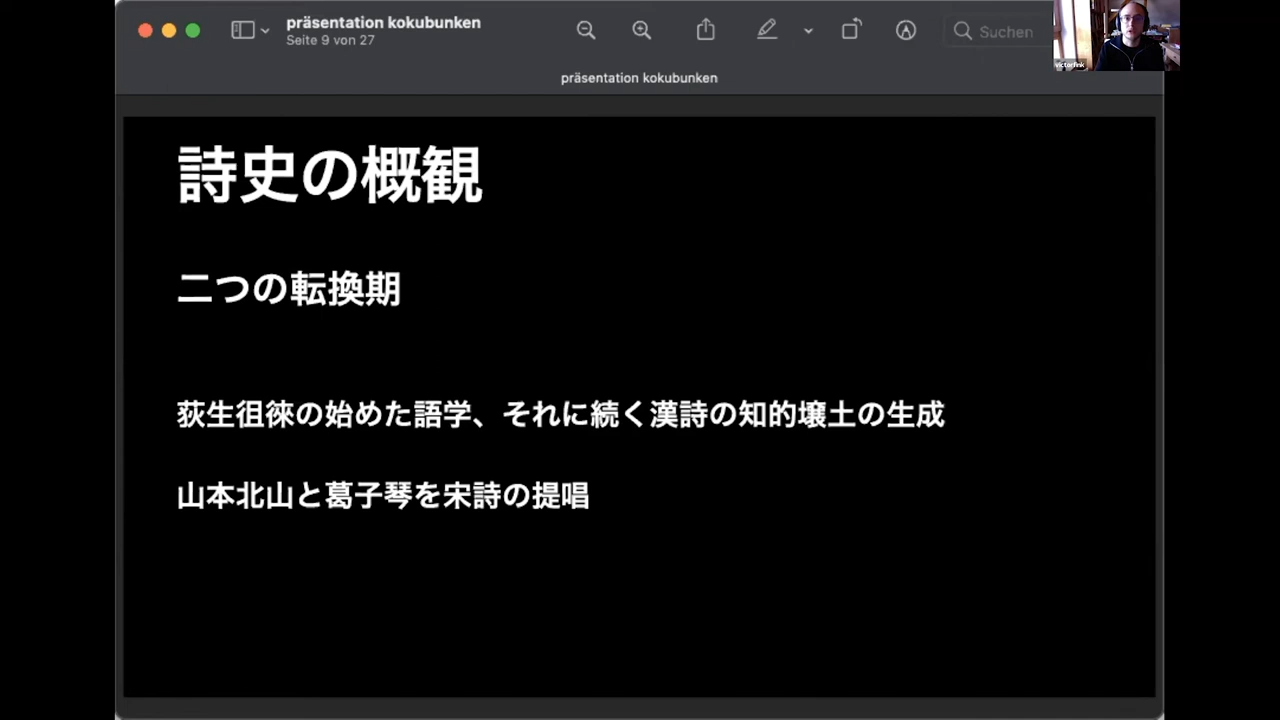 präsentation kokubunken
Seite 9 von 27
Suchen
präsentation kokubunken
victorfink
詩史の概観
二つの転換期
荻生徂徠の始めた語学、それに続く漢詩の知的壌土の生成
山本北山と葛子琴を宋詩の提唱